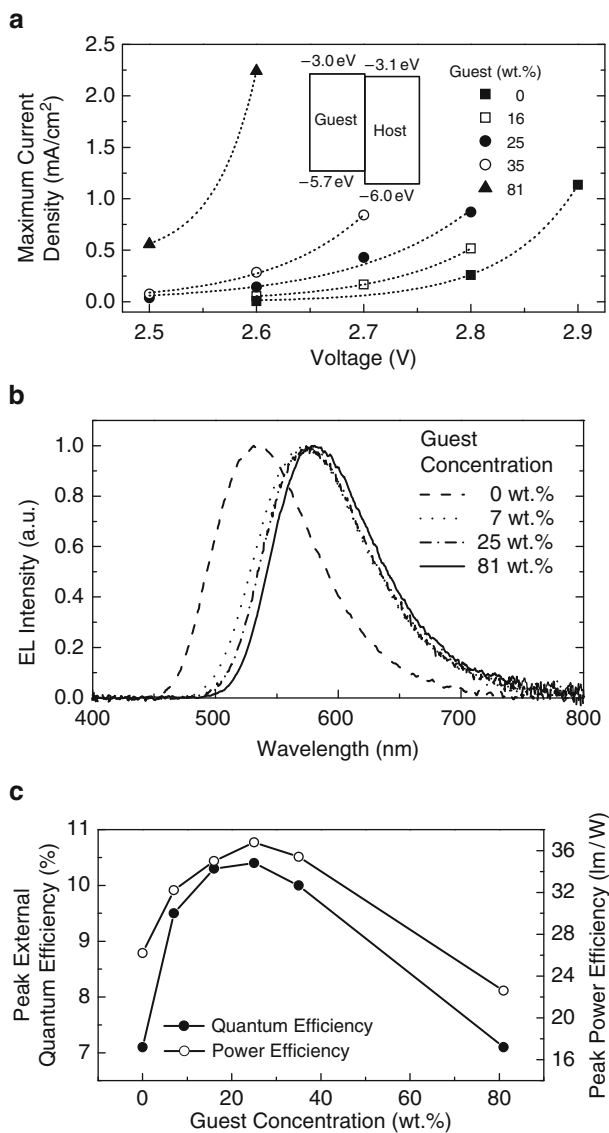 a
Maximum Current
Density (mA/cm²)
2.5
2.0
1.5
1.0
0.5
0.0
−3.0 eV
−3.1 eV
Guest
Host
−5.7 eV
−6.0 eV
Guest (wt.%)
0
16
25
35
81
2.5 2.6 2.7 2.8 2.9
Voltage (V)
b
EL Intensity (a.u.)
1.0
0.8
0.6
0.4
0.2
0.0
Guest
Concentration
0 wt.%
7 wt.%
25 wt.%
81 wt.%
400 500 600 700 800
Wavelength (nm)
c
Peak External
Quantum Efficiency (%)
11
10
9
8
7
Quantum Efficiency
Power Efficiency
36
32
28
24
20
16
Peak Power Efficiency (lm/W)
0 20 40 60 80
Guest Concentration (wt.%)